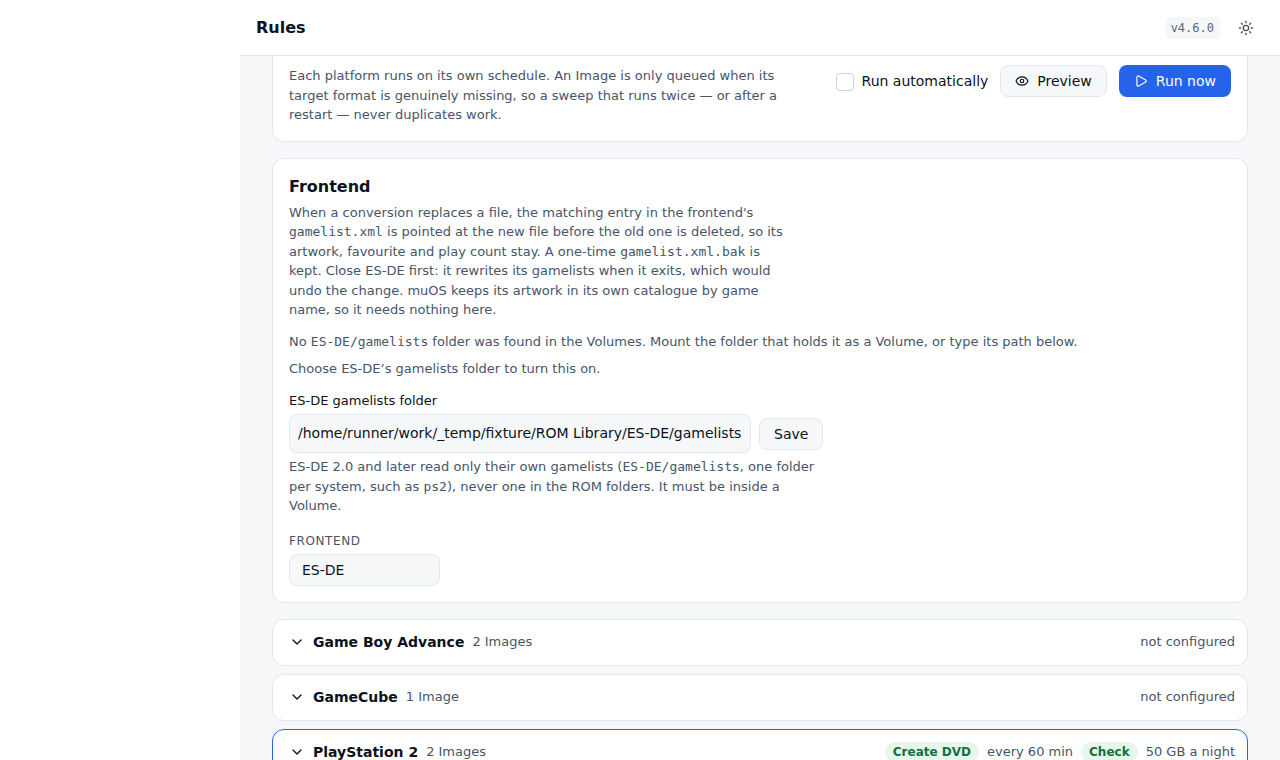 Rules
v4.6.0
Each platform runs on its own schedule. An Image is only queued when its
target format is genuinely missing, so a sweep that runs twice — or after a
restart — never duplicates work.
Run automatically
Preview
Run now
Frontend
When a conversion replaces a file, the matching entry in the frontend's
gamelist.xml is pointed at the new file before the old one is deleted, so its
artwork, favourite and play count stay. A one-time gamelist.xml.bak is
kept. Close ES-DE first: it rewrites its gamelists when it exits, which would
undo the change. muOS keeps its artwork in its own catalogue by game
name, so it needs nothing here.
No ES-DE/gamelists folder was found in the Volumes. Mount the folder that holds it as a Volume, or type its path below.
Choose ES-DE’s gamelists folder to turn this on.
ES-DE gamelists folder
/home/runner/work/_temp/fixture/ROM Library/ES-DE/gamelists
Save
ES-DE 2.0 and later read only their own gamelists (ES-DE/gamelists, one folder
per system, such as ps2), never one in the ROM folders. It must be inside a
Volume.
FRONTEND
ES-DE
Game Boy Advance 2 Images not configured
GameCube 1 Image not configured
PlayStation 2 2 Images Create DVD every 60 min Check 50 GB a night